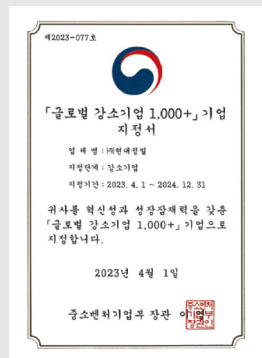 제2023-077호
「글로벌 강소기업 1,000+」기업
지정서
업 체 명 : ㈜현대정밀
지정단계 : 강소기업
지정기간 : 2023. 4. 1 ~ 2024. 12. 31
귀사를 혁신성과 성장잠재력을 갖춘
「글로벌 강소기업 1,000+」기업으로
지정합니다.
2023년 4월 1일
중소벤처기업부 장관 이 영